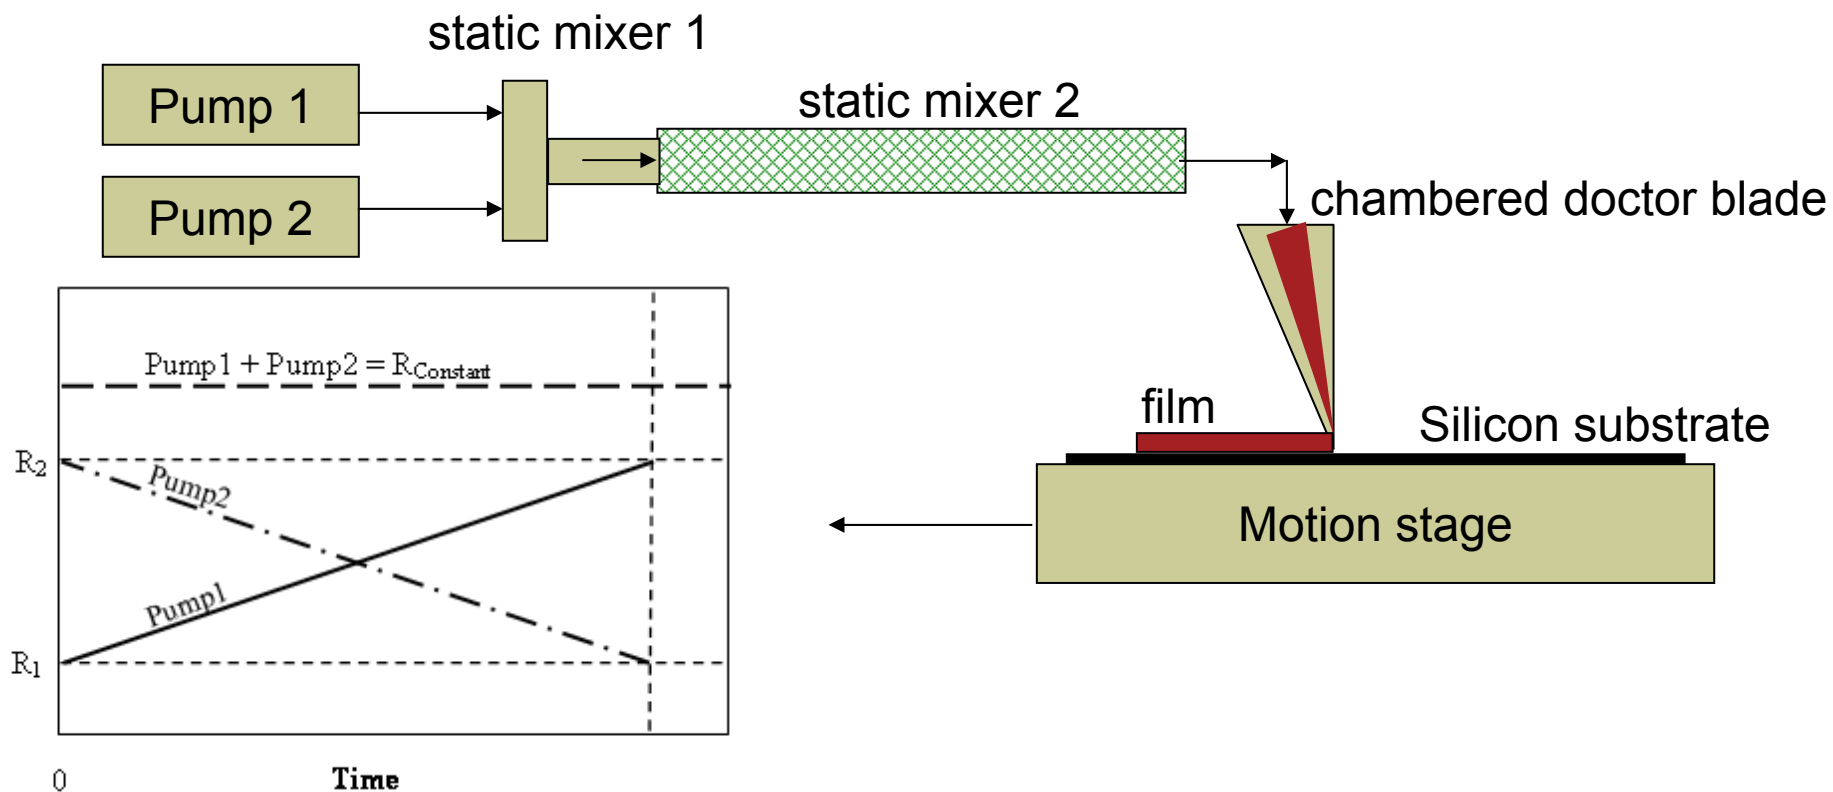 static mixer 1
Pump 1
static mixer 2
Pump 2
chambered doctor blade
Pump1 + Pump2 = RConstant
film
Silicon substrate
R2
Pump2
Motion stage
Pump1
R1
0
Time